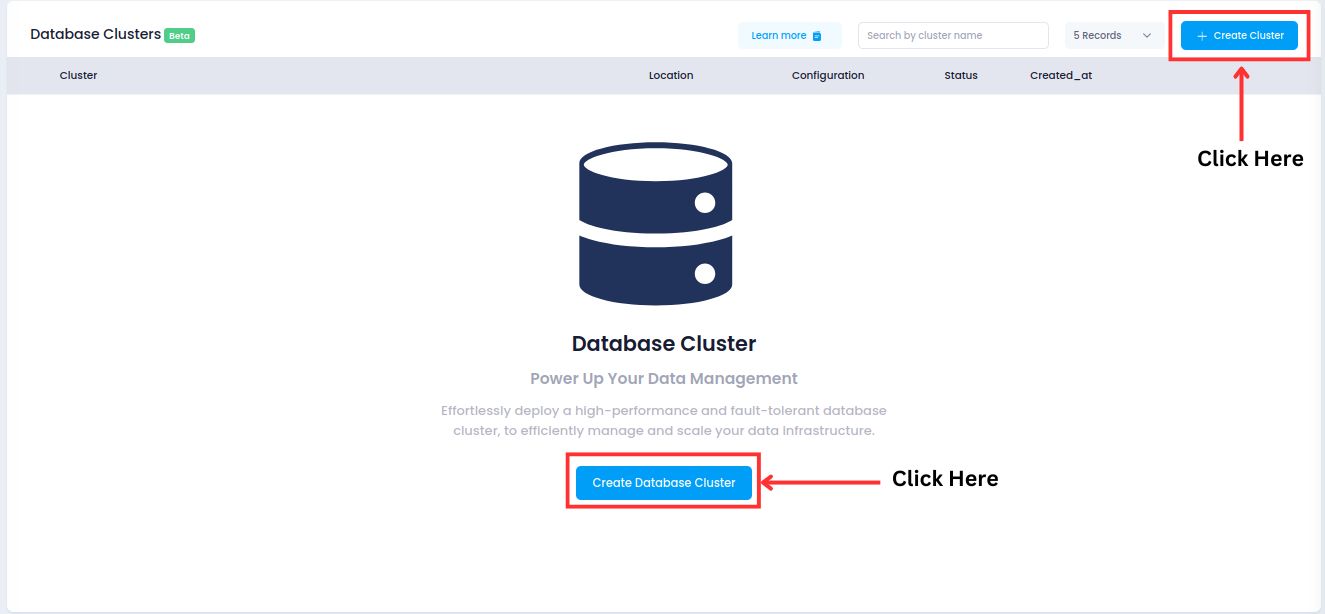 Database Clusters Beta
Learn more
Search by cluster name
5 Records
+ Create Cluster
Cluster Location Configuration Status Created_at
Click Here
Database Cluster
Power Up Your Data Management
Effortlessly deploy a high-performance and fault-tolerant database
cluster, to efficiently manage and scale your data infrastructure.
Create Database Cluster
Click Here